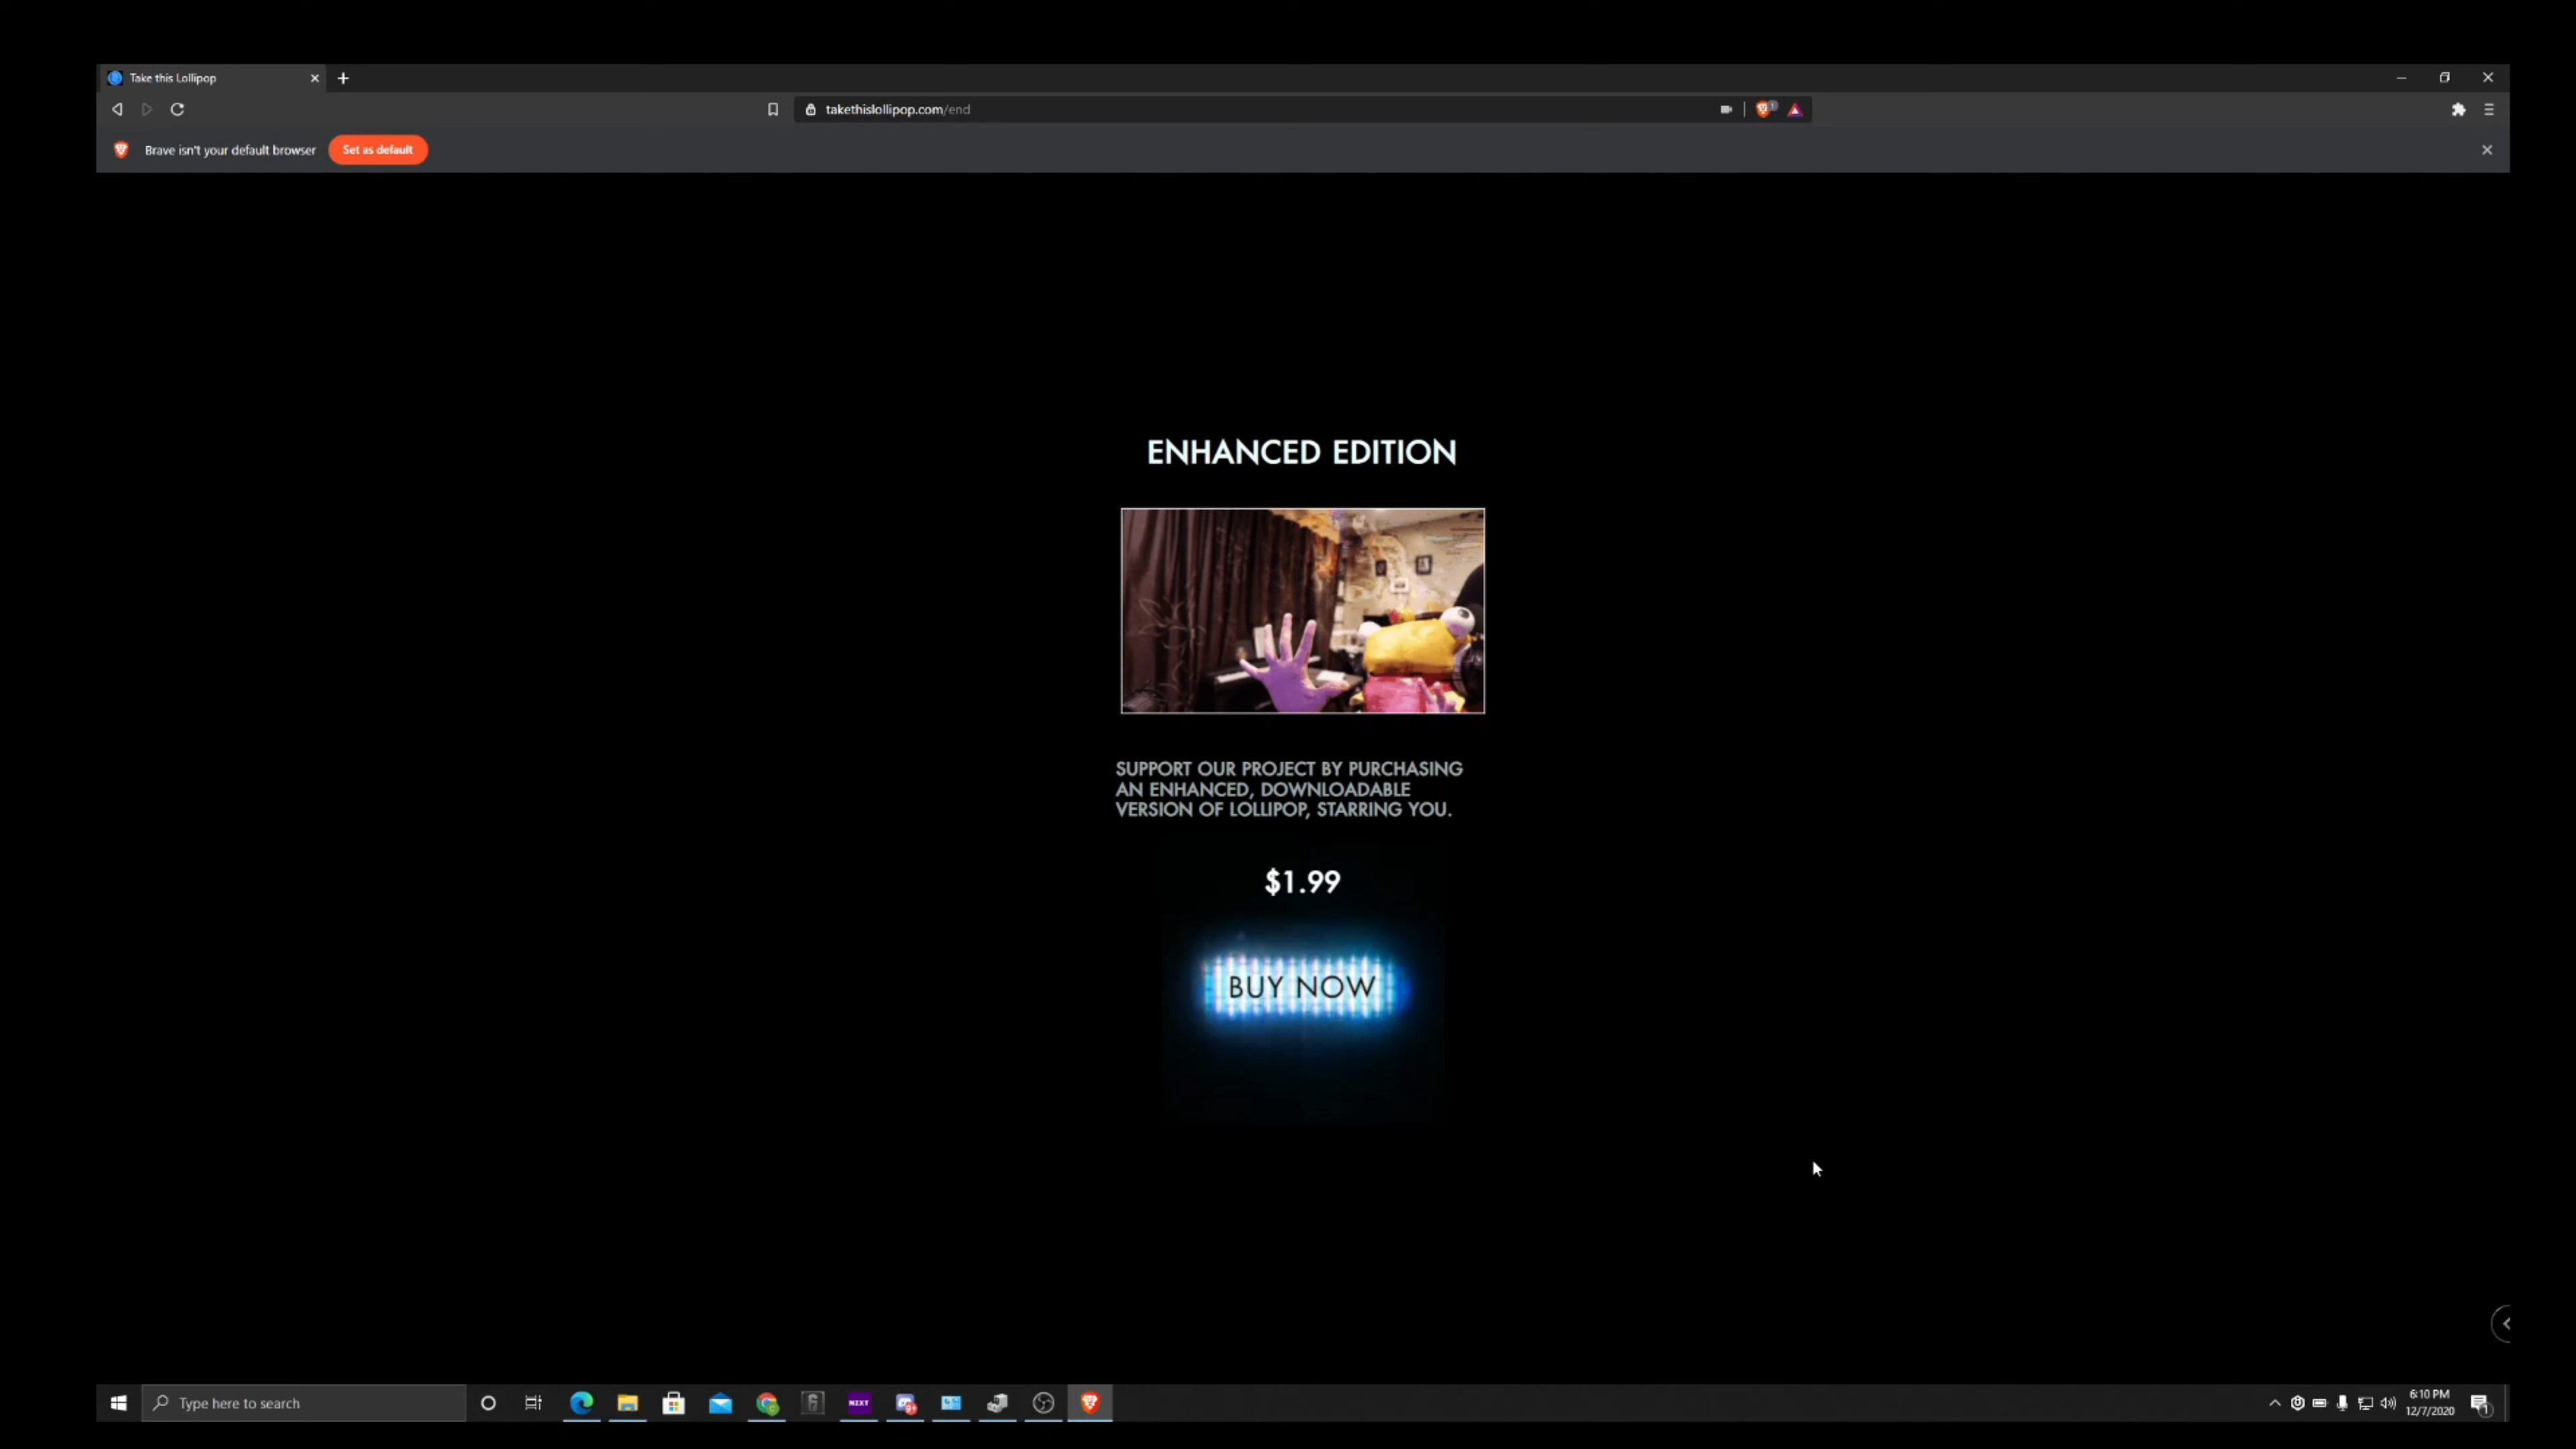 Take this Lollipop
takethislollipop.com/end
Brave isn't your default browser
Set as default
ENHANCED EDITION
SUPPORT OUR PROJECT BY PURCHASING
AN ENHANCED, DOWNLOADABLE
VERSION OF LOLLIPOP, STARRING YOU.
$1.99
BUY NOW
Type here to search
NZXT
6:10 PM
12/7/2020